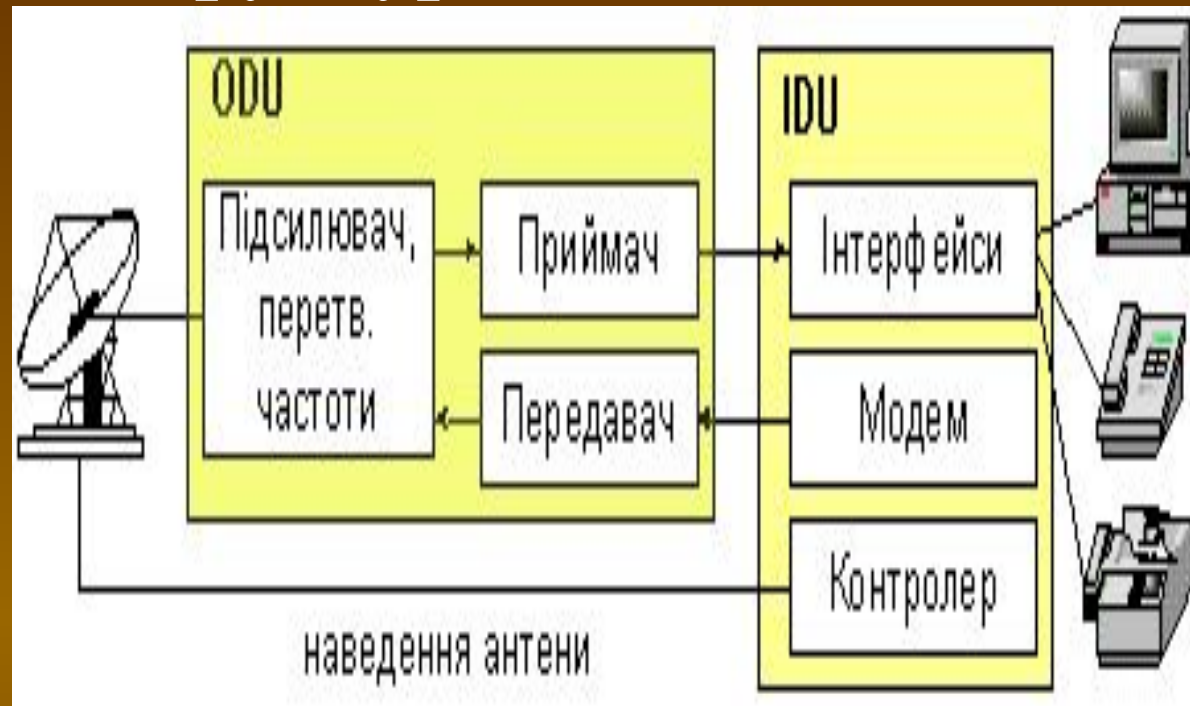 ODU
IDU
Підсилювач,
перетв.
частоти
Приймач
Передавач
Інтерфейси
Модем
Контролер
наведення антени